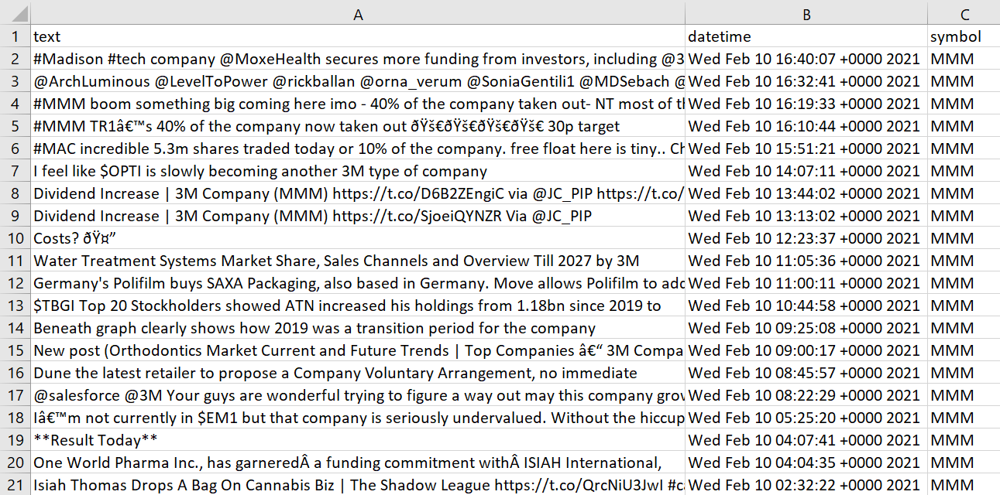 A B C
1 text datetime symbol
2 #Madison #tech company @MoxeHealth secures more funding from investors, including @3 Wed Feb 10 16:40:07 +0000 2021 MMM
3 @ArchLuminous @LevelToPower @rickballan @orna_verum @SoniaGentili1 @MDSebach @ Wed Feb 10 16:32:41 +0000 2021 MMM
4 #MMM boom something big coming here imo - 40% of the company taken out- NT most of th Wed Feb 10 16:19:33 +0000 2021 MMM
5 #MMM TR1â€™s 40% of the company now taken out ðŸš€ðŸš€ðŸš€ðŸš€ 30p target Wed Feb 10 16:10:44 +0000 2021 MMM
6 #MAC incredible 5.3m shares traded today or 10% of the company. free float here is tiny.. Ch Wed Feb 10 15:51:21 +0000 2021 MMM
7 I feel like $OPTI is slowly becoming another 3M type of company Wed Feb 10 14:07:11 +0000 2021 MMM
8 Dividend Increase | 3M Company (MMM) https://t.co/D6B2ZEngiC via @JC_PIP https://t.co/ Wed Feb 10 13:44:02 +0000 2021 MMM
9 Dividend Increase | 3M Company (MMM) https://t.co/SjoeiQYNZR Via @JC_PIP Wed Feb 10 13:13:02 +0000 2021 MMM
10 Costs? ðŸ¤” Wed Feb 10 12:23:37 +0000 2021 MMM
11 Water Treatment Systems Market Share, Sales Channels and Overview Till 2027 by 3M Wed Feb 10 11:05:36 +0000 2021 MMM
12 Germany's Polifilm buys SAXA Packaging, also based in Germany. Move allows Polifilm to add Wed Feb 10 11:00:11 +0000 2021 MMM
13 $TBGI Top 20 Stockholders showed ATN increased his holdings from 1.18bn since 2019 to Wed Feb 10 10:44:58 +0000 2021 MMM
14 Beneath graph clearly shows how 2019 was a transition period for the company Wed Feb 10 09:25:08 +0000 2021 MMM
15 New post (Orthodontics Market Current and Future Trends | Top Companies â€“ 3M Compa Wed Feb 10 09:00:17 +0000 2021 MMM
16 Dune the latest retailer to propose a Company Voluntary Arrangement, no immediate Wed Feb 10 08:45:57 +0000 2021 MMM
17 @salesforce @3M Your guys are wonderful trying to figure a way out may this company grov Wed Feb 10 08:22:29 +0000 2021 MMM
18 Iâ€™m not currently in $EM1 but that company is seriously undervalued. Without the hiccup Wed Feb 10 05:25:20 +0000 2021 MMM
19 **Result Today** Wed Feb 10 04:07:41 +0000 2021 MMM
20 One World Pharma Inc., has garneredÂ a funding commitment withÂ ISIAH International, Wed Feb 10 04:04:35 +0000 2021 MMM
21 Isiah Thomas Drops A Bag On Cannabis Biz | The Shadow League https://t.co/QrcNiU3JwI #ca Wed Feb 10 02:32:22 +0000 2021 MMM